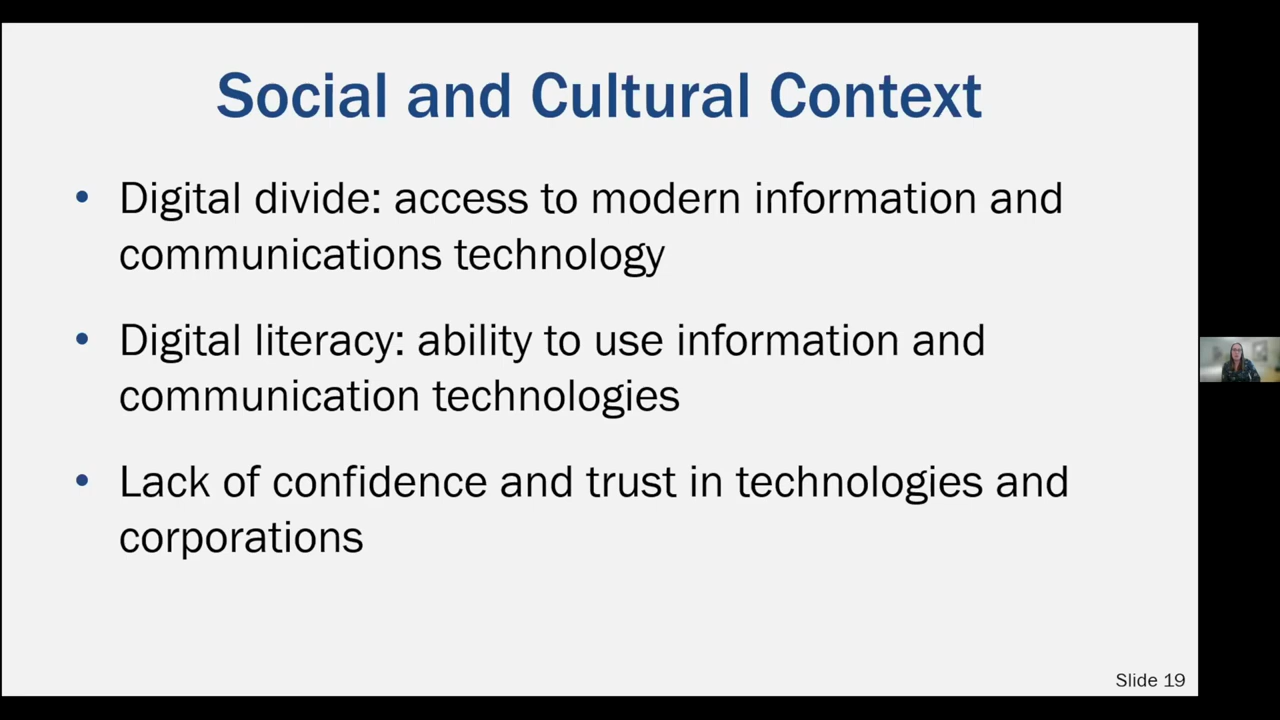 Social and Cultural Context
• Digital divide: access to modern information and
communications technology
• Digital literacy: ability to use information and
communication technologies
• Lack of confidence and trust in technologies and
corporations
Slide 19